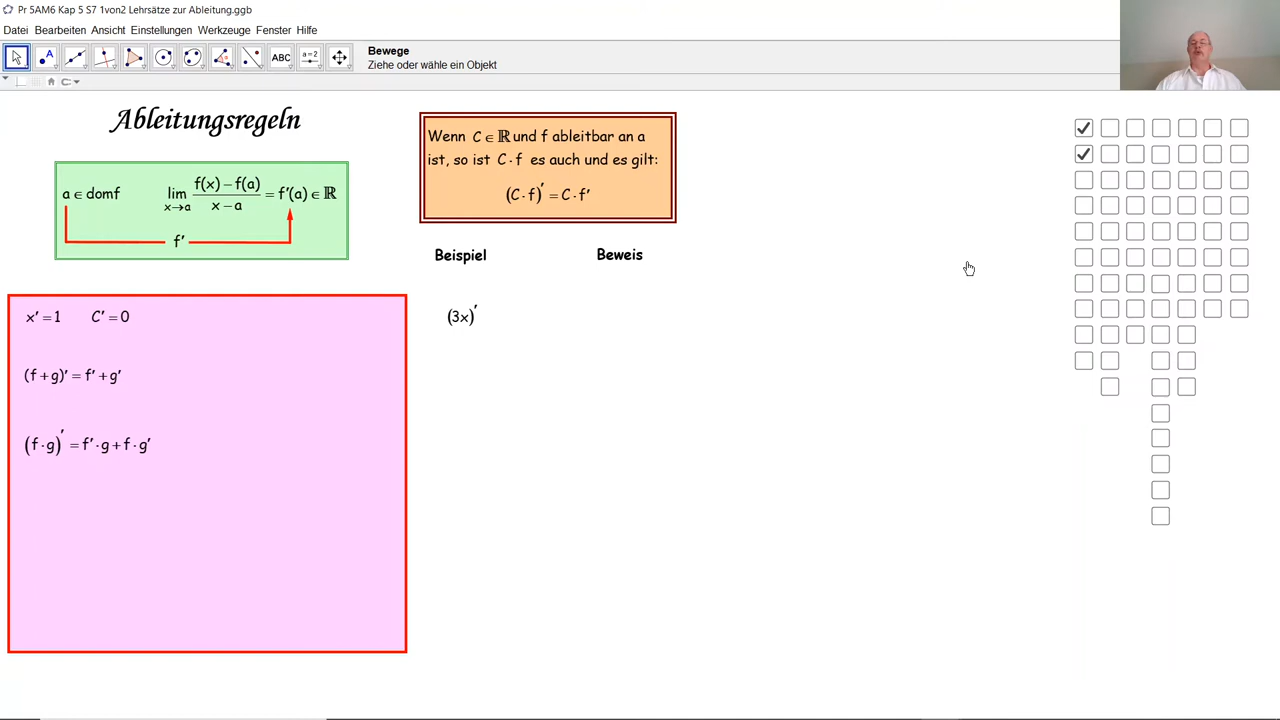 Pr 5AM6 Kap 5 S7 1von2 Lehrsätze zur Ableitung.ggb
Datei Bearbeiten Ansicht Einstellungen Werkzeuge Fenster Hilfe
A
ABC
a=2
Bewege
Ziehe oder wähle ein Objekt
Ableitungsregeln
a ∈ domf lim x→a (f(x) − f(a))/(x − a) = f′(a) ∈ ℝ
f′
Wenn C ∈ ℝ und f ableitbar an a
ist, so ist C · f es auch und es gilt:
(C · f)′ = C · f′
Beispiel Beweis
x′ = 1 C′ = 0
(3x)′
(f + g)′ = f′ + g′
(f · g)′ = f′ · g + f · g′